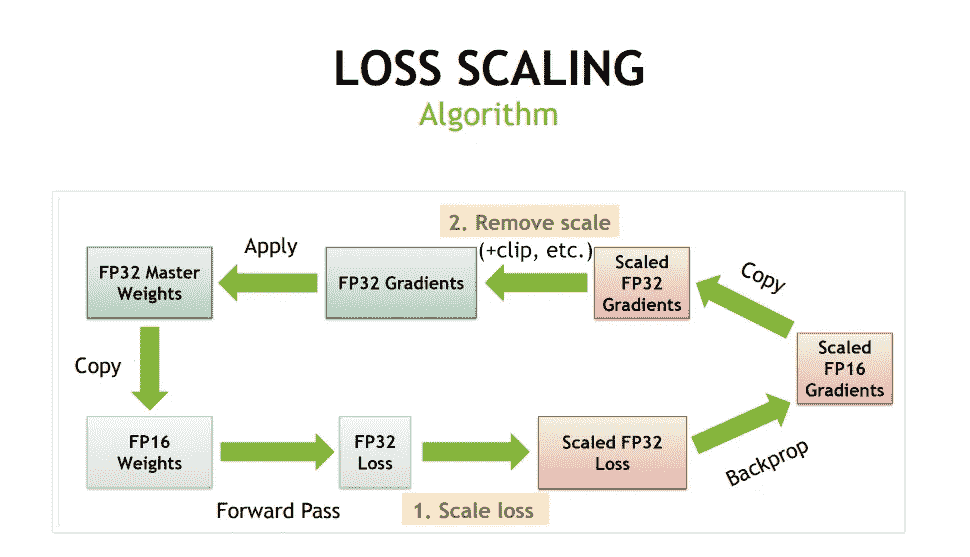 LOSS SCALING
Algorithm
2. Remove scale
(+clip, etc.)
Apply
FP32 Master
Weights
FP32 Gradients
Scaled
FP32
Gradients
Copy
Copy
Scaled
FP16
Gradients
FP16
Weights
FP32
Loss
Scaled FP32
Loss
Backprop
Forward Pass
1. Scale loss